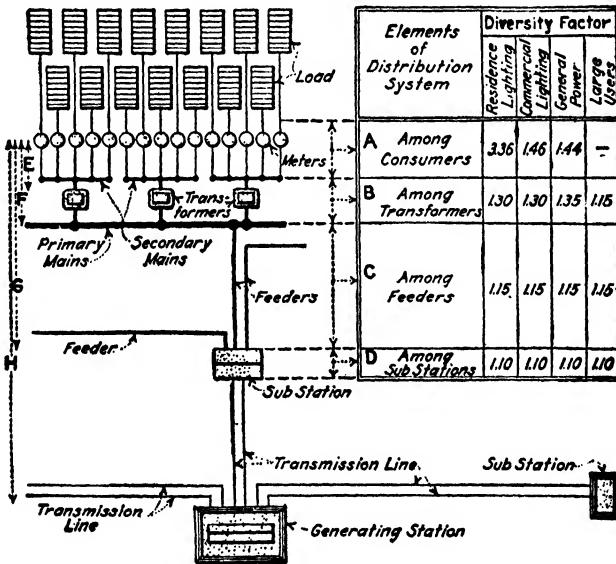 Load
Meters
E
F
G
H
Trans-
formers
Primary
Mains
Secondary
Mains
Feeders
Feeder
Sub Station
Transmission Line
Sub Station
Transmission
Line
Generating Station
Elements
of
Distribution
System
Diversity Factor
Residence
Lighting
Commercial
Lighting
General
Power
Large
Users
A Among
Consumers
3.36 1.46 1.44 —
B Among
Transformers
1.30 1.30 1.35 1.15
C Among
Feeders
1.15 1.15 1.15 1.15
D Among
Sub Stations
1.10 1.10 1.10 1.10